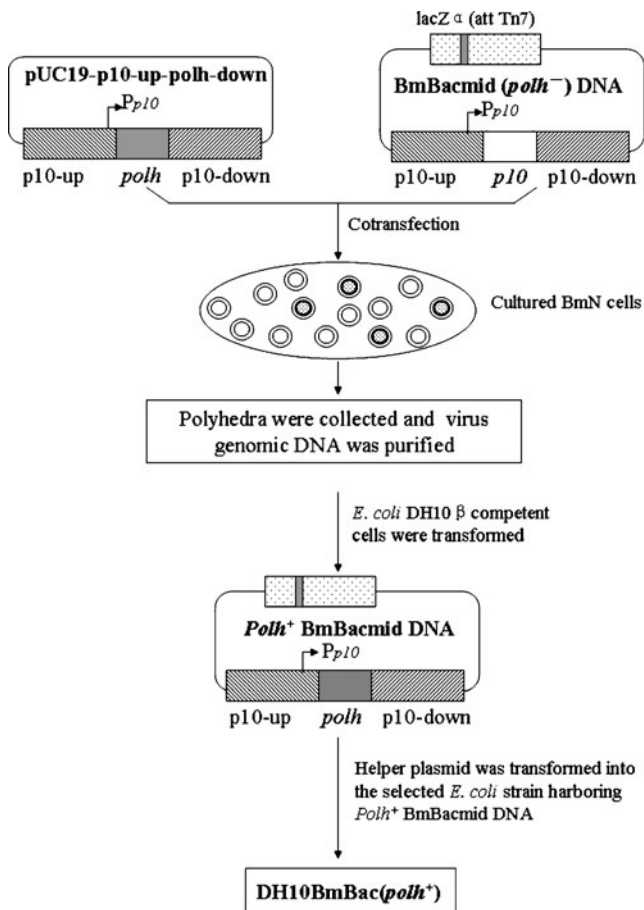 lacZ α (att Tn7)
pUC19-p10-up-polh-down
Pp10
p10-up polh p10-down
BmBacmid (polh⁻) DNA
Pp10
p10-up p10 p10-down
Cotransfection
Cultured BmN cells
Polyhedra were collected and virus
genomic DNA was purified
E. coli DH10 β competent
cells were transformed
Polh⁺ BmBacmid DNA
Pp10
p10-up polh p10-down
Helper plasmid was transformed into
the selected E. coli strain harboring
Polh⁺ BmBacmid DNA
DH10BmBac(polh⁺)